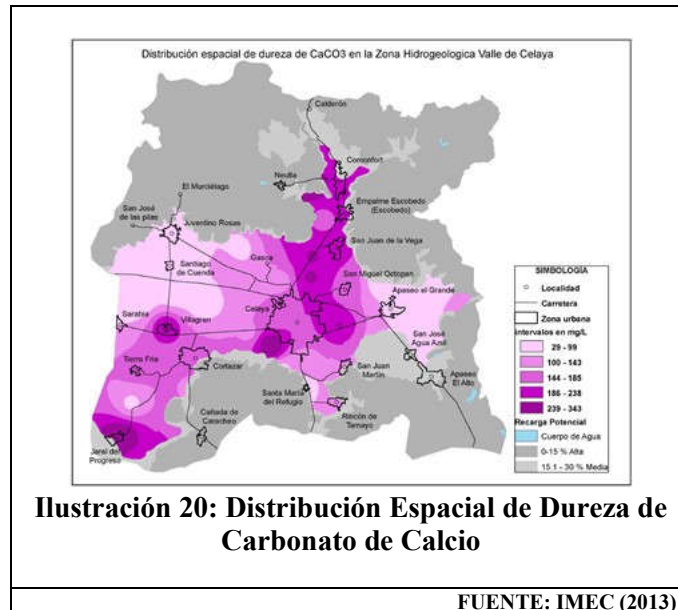 Distribución espacial de dureza de CaCO3 en la Zona Hidrogeologica Valle de Celaya
Calderón
Comonfort
Neutla
El Murciélago
Empalme Escobedo
(Escobedo)
San José
de las pilas
Juventino Rosas
San Juan de la Vega
Gasca
Santiago
de Cuenda
San Miguel Octopan
Apaseo el Grande
Celaya
Sarabia
Villagran
San José
Agua Azul
Tierra Fria
Cortazar
San Juan
Martin
Apaseo
El Alto
Santa Maria
del Refugio
Cañada de
Caracheo
Rincón de
Tamayo
Jaral del
Progreso
SIMBOLOGÍA
Localidad
Carretera
Zona urbana
intervalos en mg/L
29 - 99
100 - 143
144 - 185
186 - 238
239 - 343
Recarga Potencial
Cuerpo de Agua
0-15 % Alta
15.1 - 30 % Media
Ilustración 20: Distribución Espacial de Dureza de
Carbonato de Calcio
FUENTE: IMEC (2013)